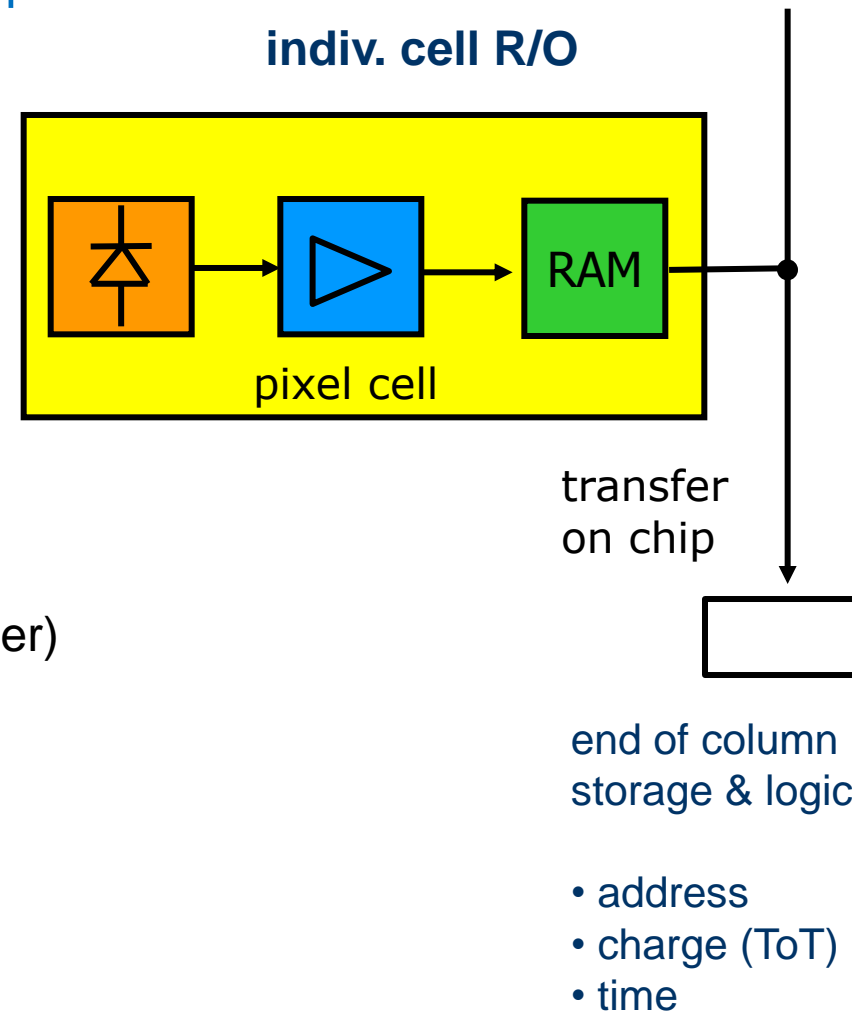 indiv. cell R/O
RAM
pixel cell
transfer
on chip
er)
end of column
storage & logic
• address
• charge (ToT)
• time